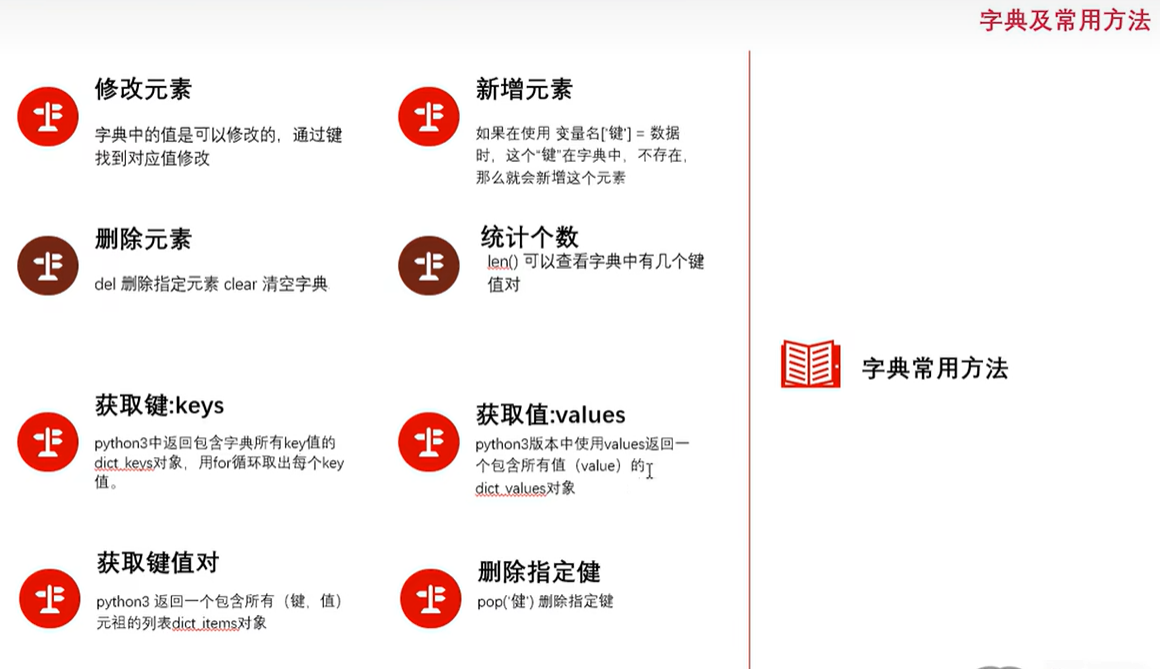 字典及常用方法
修改元素
字典中的值是可以修改的，通过键
找到对应值修改
新增元素
如果在使用 变量名['键'] = 数据
时，这个“键”在字典中，不存在，
那么就会新增这个元素
删除元素
del 删除指定元素 clear 清空字典
统计个数
len() 可以查看字典中有几个键
值对
获取键:keys
python3中返回包含字典所有key值的
dict_keys对象，用for循环取出每个key
值。
获取值:values
python3版本中使用values返回一
个包含所有值（value）的
dict_values对象
获取键值对
python3 返回一个包含所有（键，值）
元祖的列表dict_items对象
删除指定健
pop('健') 删除指定键
字典常用方法